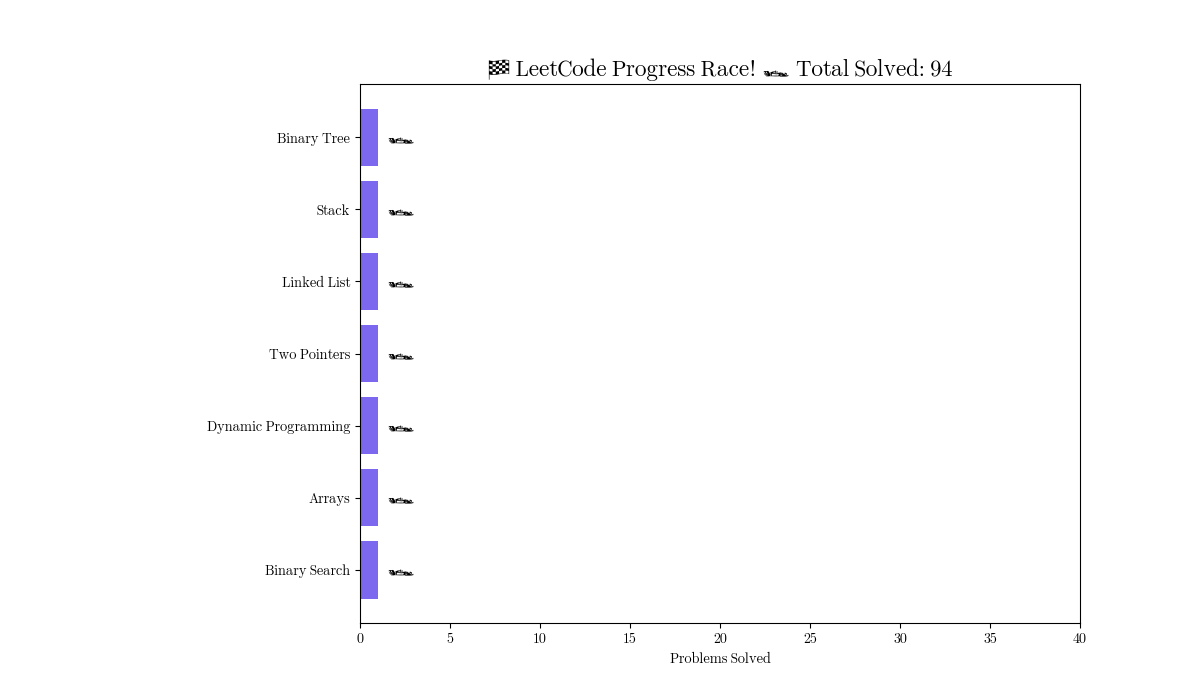 🏁 LeetCode Progress Race! 🏎 Total Solved: 94
Binary Tree 🏎
Stack 🏎
Linked List 🏎
Two Pointers 🏎
Dynamic Programming 🏎
Arrays 🏎
Binary Search 🏎
0 5 10 15 20 25 30 35 40
Problems Solved